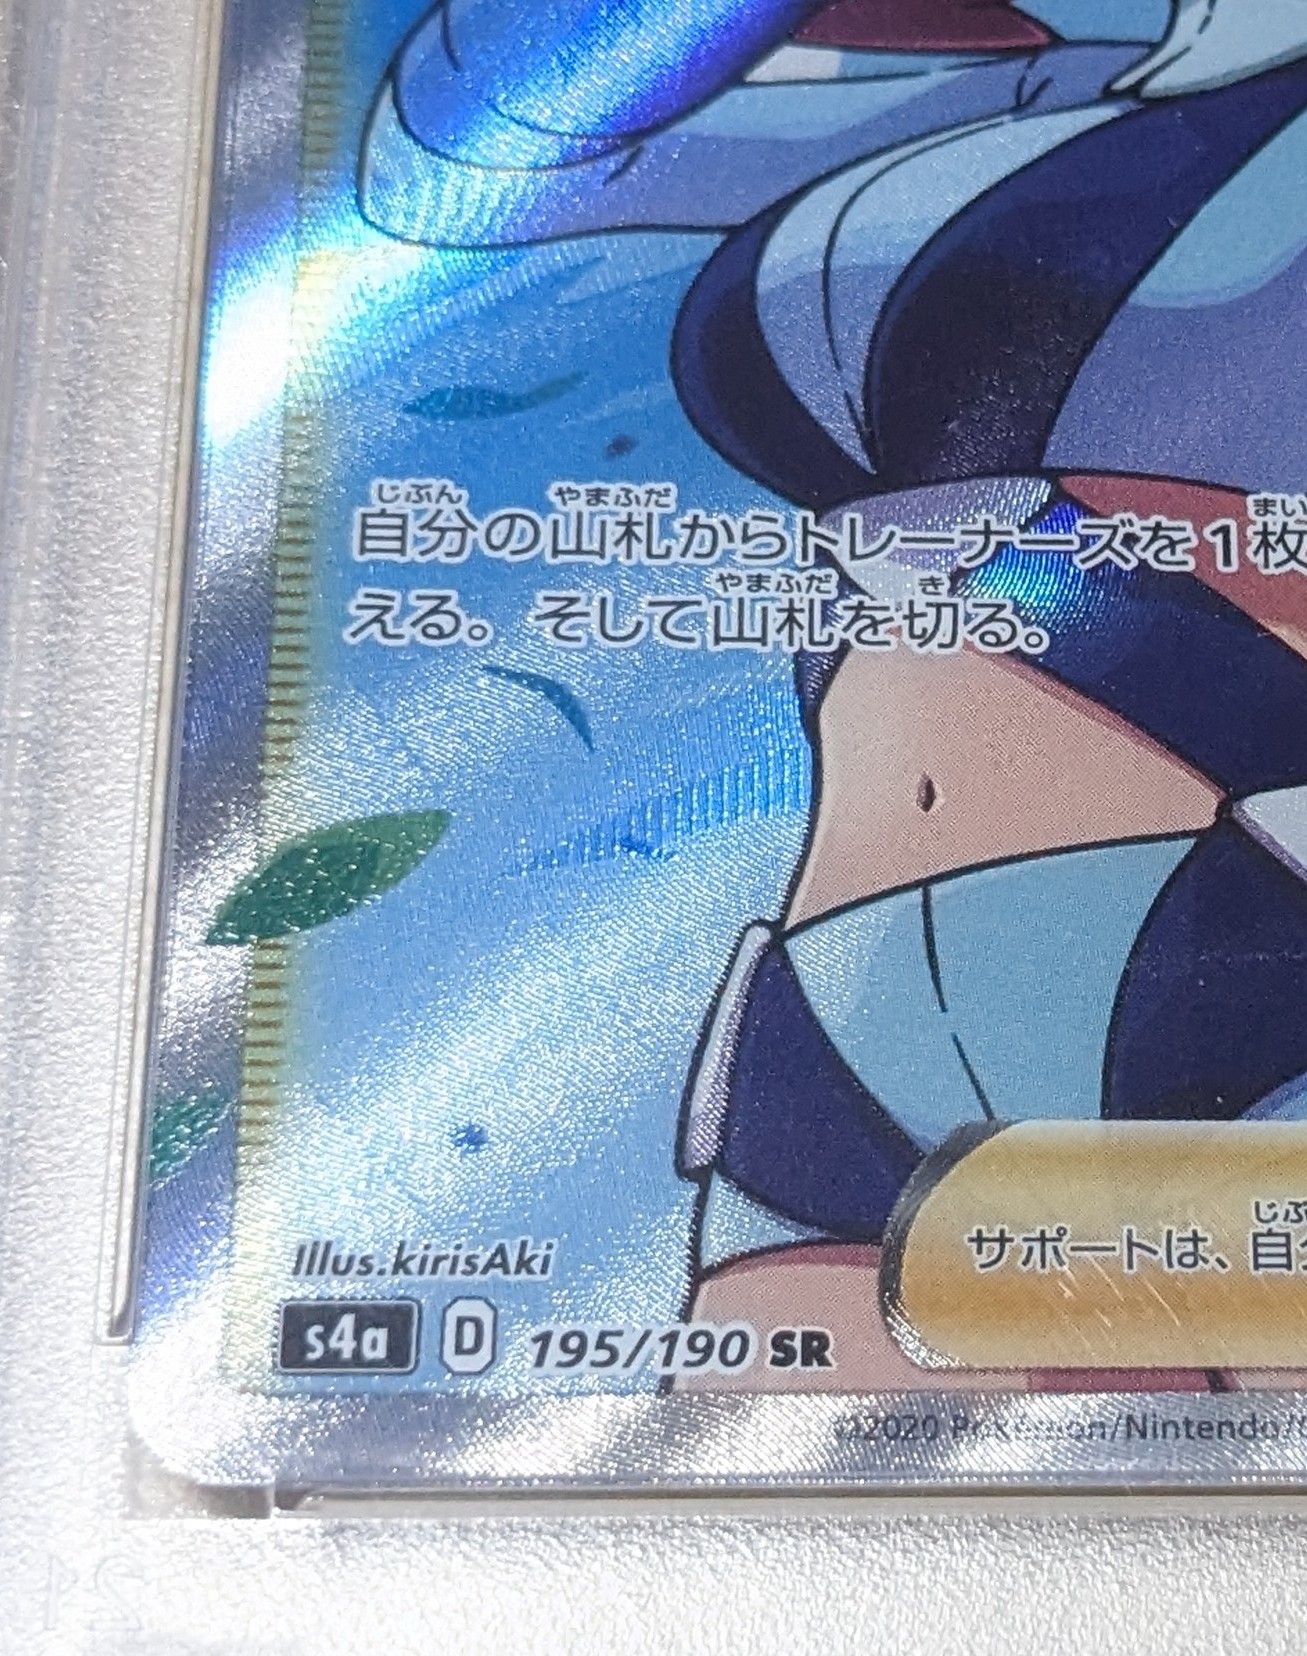 自分の山札からトレーナーズを1枚
える。そして山札を切る。
サポートは、自
Illus.kirisAki
s4a D 195/190 SR
©2020 Pokémon/Nintendo/